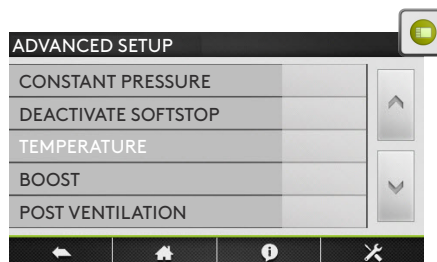 ADVANCED SETUP
CONSTANT PRESSURE
DEACTIVATE SOFTSTOP
TEMPERATURE
BOOST
POST VENTILATION